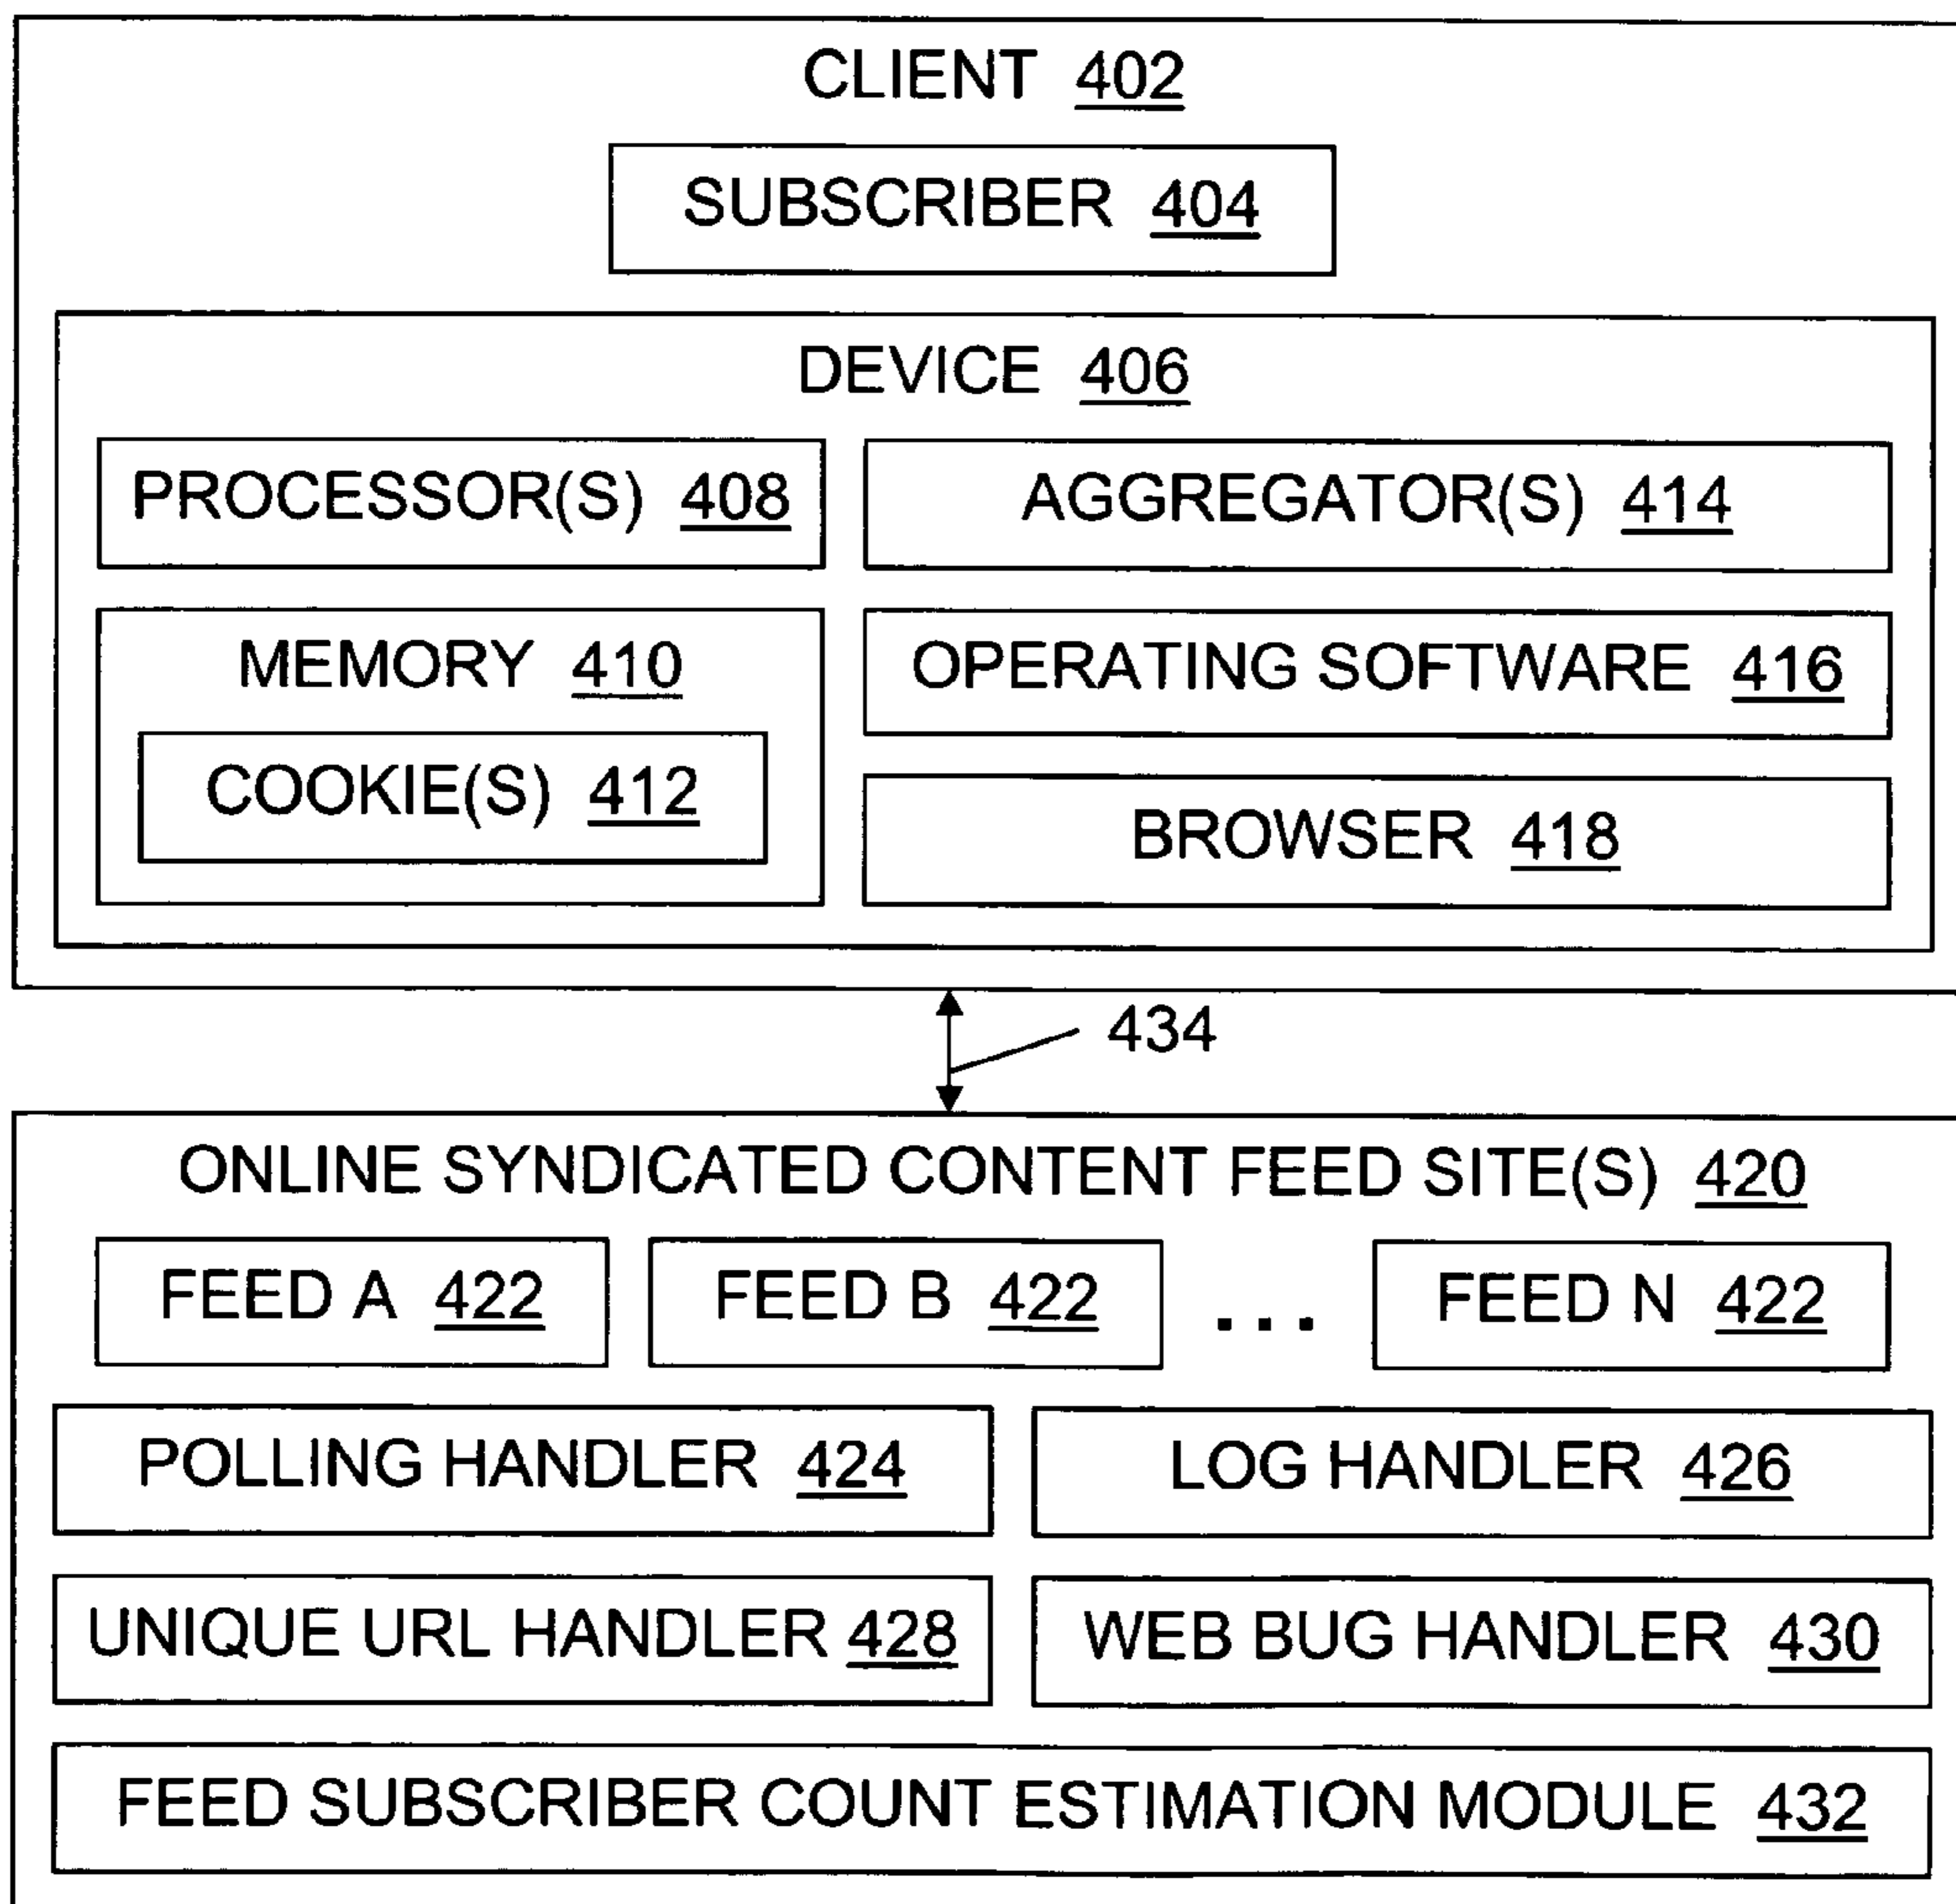 CLIENT 402
SUBSCRIBER 404
DEVICE 406
PROCESSOR(S) 408
AGGREGATOR(S) 414
MEMORY 410
OPERATING SOFTWARE 416
COOKIE(S) 412
BROWSER 418
434
ONLINE SYNDICATED CONTENT FEED SITE(S) 420
FEED A 422
FEED B 422
...
FEED N 422
POLLING HANDLER 424
LOG HANDLER 426
UNIQUE URL HANDLER 428
WEB BUG HANDLER 430
FEED SUBSCRIBER COUNT ESTIMATION MODULE 432